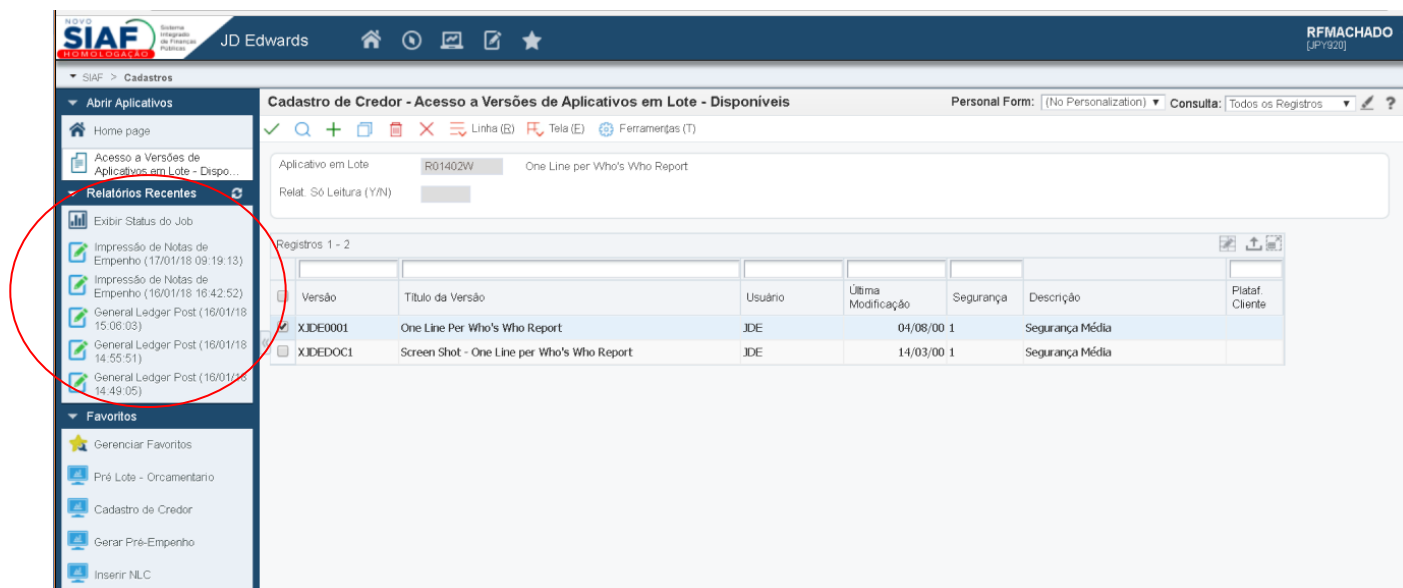 NOVO
SIAF
Sistema
Integrado
de Finanças
Públicas
HOMOLOGAÇÃO
JD Edwards
RFMACHADO
[JPY920]
SIAF > Cadastros
Abrir Aplicativos
Home page
Acesso a Versões de
Aplicativos em Lote - Dispo...
Relatórios Recentes
Exibir Status do Job
Impressão de Notas de
Empenho (17/01/18 09:19:13)
Impressão de Notas de
Empenho (16/01/18 16:42:52)
General Ledger Post (16/01/18
15:06:03)
General Ledger Post (16/01/18
14:55:51)
General Ledger Post (16/01/18
14:49:05)
Favoritos
Gerenciar Favoritos
Pré Lote - Orcamentario
Cadastro de Credor
Gerar Pré-Empenho
Inserir NLC
Cadastro de Credor - Acesso a Versões de Aplicativos em Lote - Disponíveis
Personal Form: (No Personalization) Consulta: Todos os Registros ?
Linha (R) Tela (E) Ferramentas (T)
Aplicativo em Lote R01402W One Line per Who's Who Report
Relat. Só Leitura (Y/N)
Registros 1 - 2
Versão Título da Versão Usuário Última Modificação Segurança Descrição Plataf. Cliente
XJDE0001 One Line Per Who's Who Report JDE 04/08/00 1 Segurança Média
XJDEDOC1 Screen Shot - One Line per Who's Who Report JDE 14/03/00 1 Segurança Média